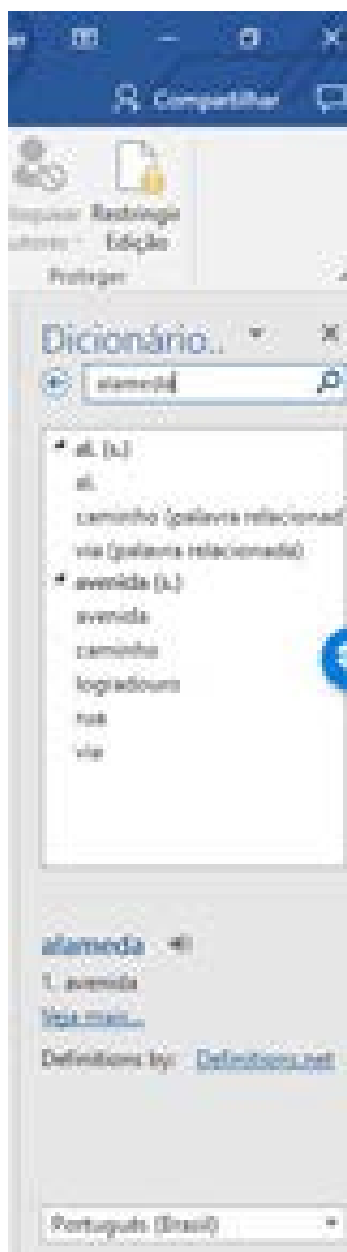 Compartilhar
Restringir
Edição
Proteger
Dicionário..
alameda
al. (s.)
al.
caminho (palavra relacionad
via (palavra relacionada)
avenida (s.)
avenida
caminho
logradouro
rua
via
alameda
1. avenida
Veja mais...
Definitions by: Definitions.net
Português (Brasil)